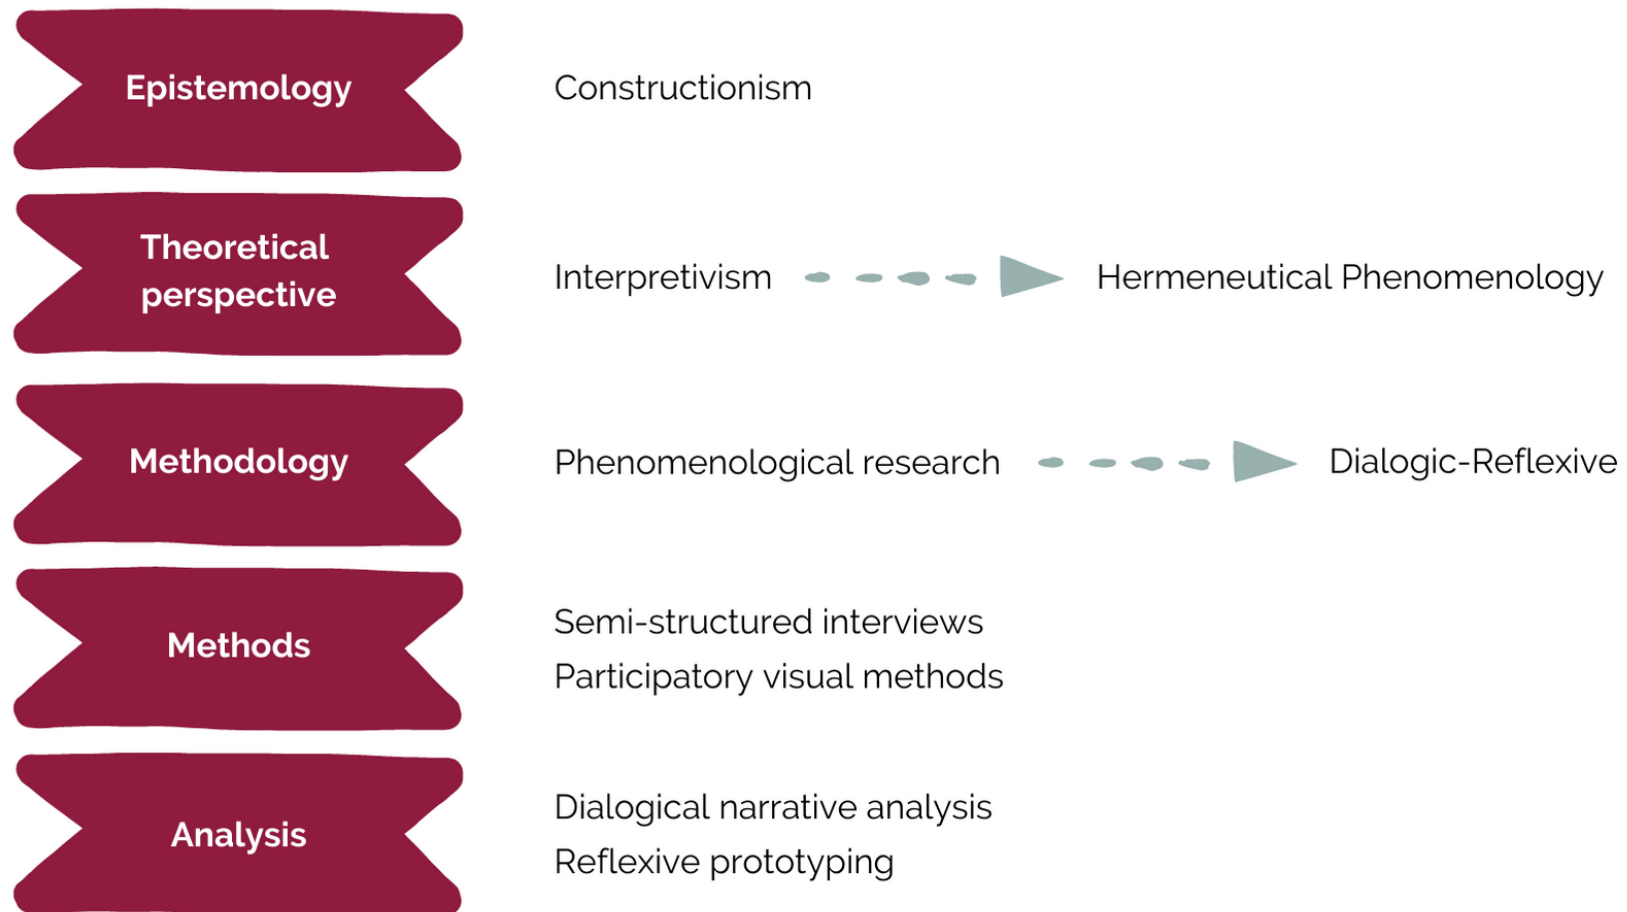 Epistemology
Constructionism
Theoretical
perspective
Interpretivism
Hermeneutical Phenomenology
Methodology
Phenomenological research
Dialogic-Reflexive
Methods
Semi-structured interviews
Participatory visual methods
Analysis
Dialogical narrative analysis
Reflexive prototyping